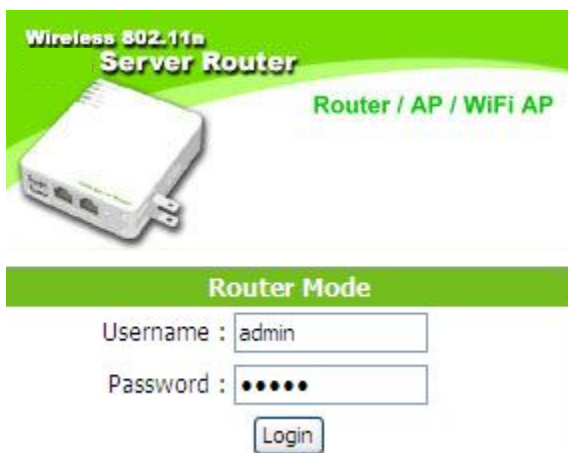 Wireless 802.11n
Server Router
Router / AP / WiFi AP
Router Mode
Username : admin
Password : •••••
Login